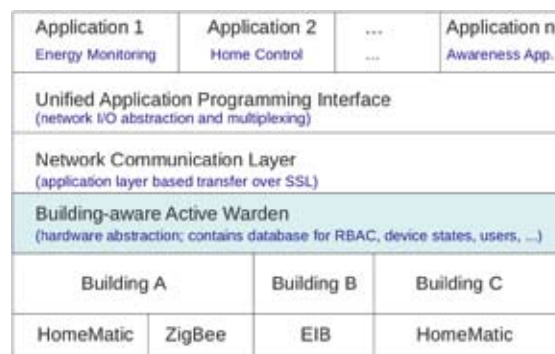 Application 1 Application 2 ... Application n
Energy Monitoring Home Control ... Awareness App.
Unified Application Programming Interface
(network I/O abstraction and multiplexing)
Network Communication Layer
(application layer based transfer over SSL)
Building-aware Active Warden
(hardware abstraction; contains database for RBAC, device states, users, ...)
Building A Building B Building C
HomeMatic ZigBee EIB HomeMatic